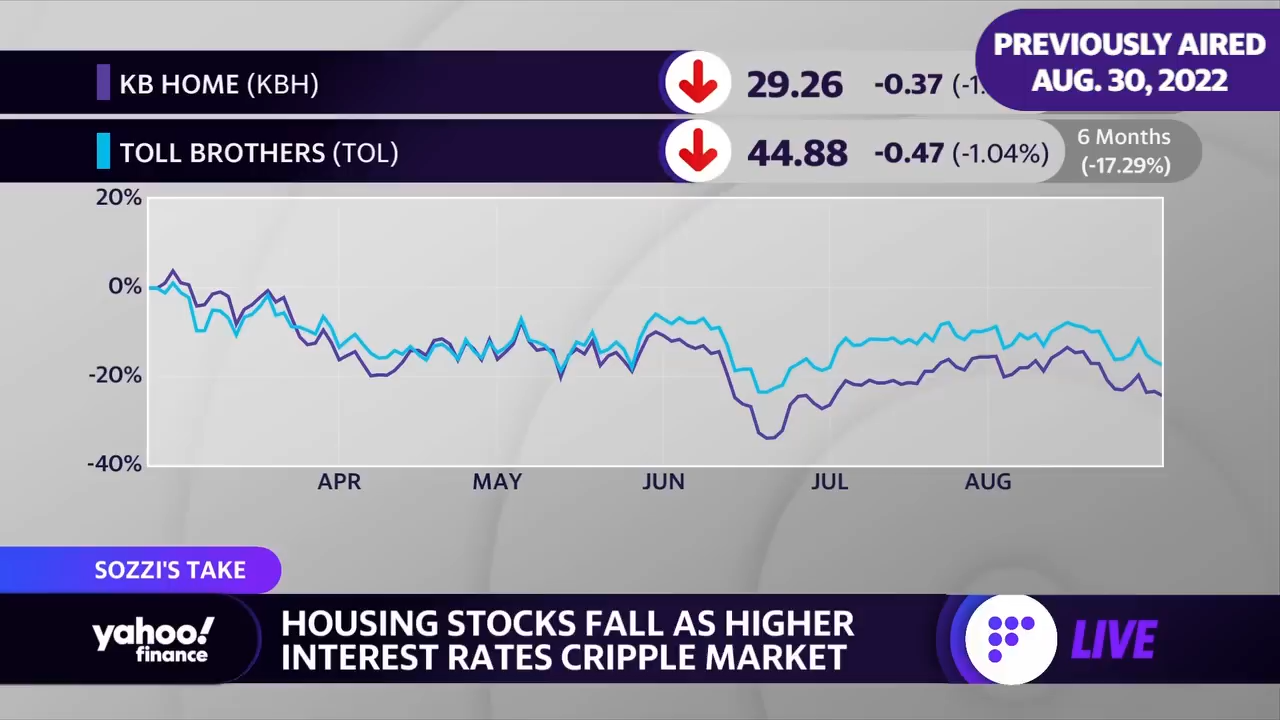 PREVIOUSLY AIRED
AUG. 30, 2022
KB HOME (KBH) 29.26 -0.37 (-1.
TOLL BROTHERS (TOL) 44.88 -0.47 (-1.04%)
6 Months
(-17.29%)
20%
0%
-20%
-40%
APR MAY JUN JUL AUG
SOZZI'S TAKE
yahoo!
finance
HOUSING STOCKS FALL AS HIGHER
INTEREST RATES CRIPPLE MARKET
LIVE